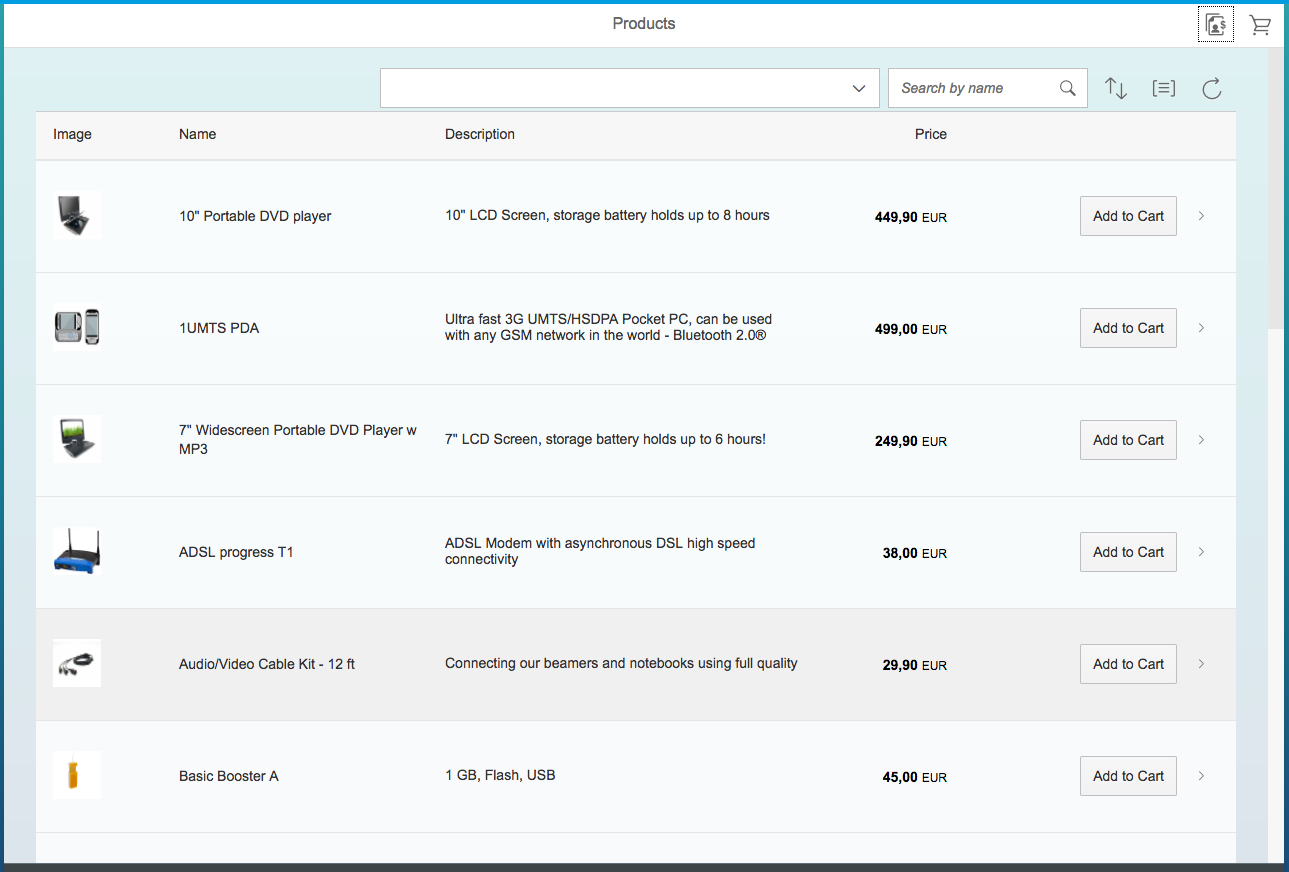 Products
Search by name
Image Name Description Price
10" Portable DVD player 10" LCD Screen, storage battery holds up to 8 hours 449,90 EUR Add to Cart
1UMTS PDA
Ultra fast 3G UMTS/HSDPA Pocket PC, can be used
with any GSM network in the world - Bluetooth 2.0®
499,00 EUR Add to Cart
7" Widescreen Portable DVD Player w
MP3
7" LCD Screen, storage battery holds up to 6 hours!
249,90 EUR Add to Cart
ADSL progress T1
ADSL Modem with asynchronous DSL high speed
connectivity
38,00 EUR Add to Cart
Audio/Video Cable Kit - 12 ft Connecting our beamers and notebooks using full quality 29,90 EUR Add to Cart
Basic Booster A 1 GB, Flash, USB 45,00 EUR Add to Cart